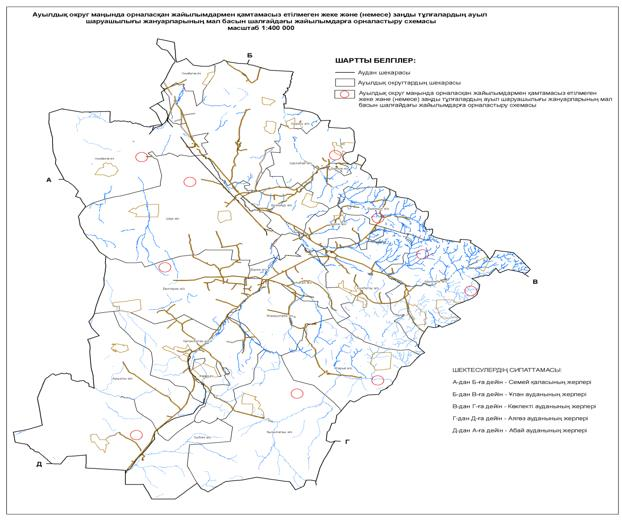 Ауылдық округ маңында орналасқан жайылымдармен қамтамасыз етілмеген жеке және (немесе) заңды тұлғалардың ауыл
шаруашылығы жануарларының мал басын шалғайдағы жайылымдарға орналастыру схемасы
масштаб 1:400 000
Б
ШАРТТЫ БЕЛГІЛЕР:
Аудан шекарасы
Ауылдық округтардың шекарасы
Ауылдық округ маңында орналасқан жайылымдармен қамтамасыз етілмеген
жеке және (немесе) заңды тұлғалардың ауыл шаруашылығы жануарларының мал
басын шалғайдағы жайылымдарға орналастыру схемасы
А
В
ШЕКТЕСУЛЕРДІҢ СИПАТТАМАСЫ:
А-дан Б-ға дейін - Семей қаласының жерлері
Б-дан В-ға дейін - Ұлан ауданының жерлері
В-дан Г-ға дейін - Көкпекті ауданының жерлері
Г-дан Д-ға дейін - Аягөз ауданының жерлері
Д-дан А-ға дейін - Абай ауданының жерлері
Г
Д